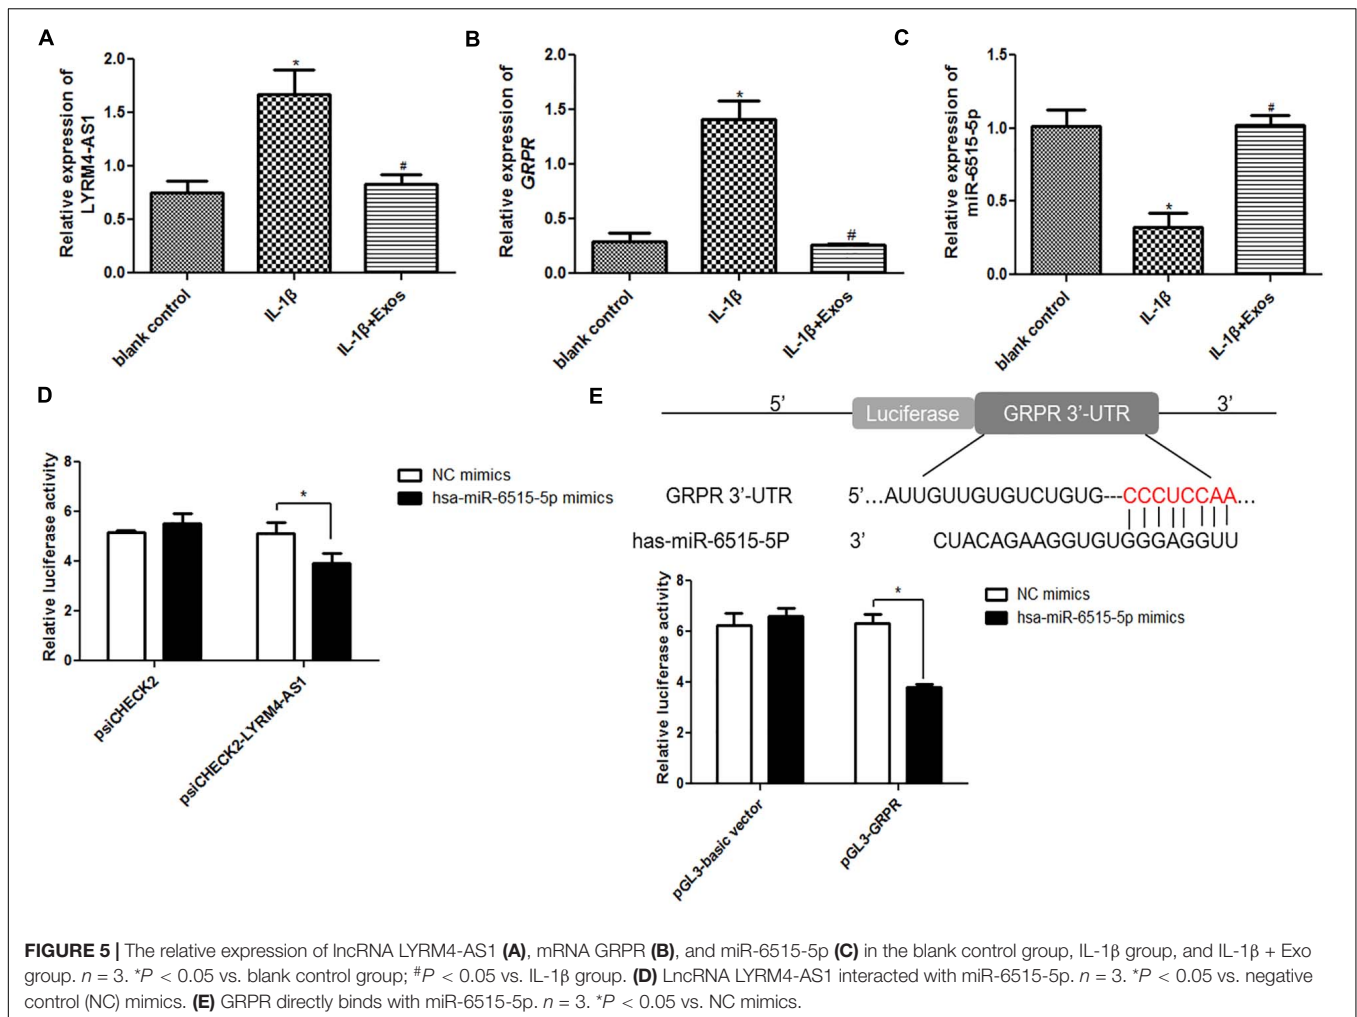 A
Relative expression of
LYRM4-AS1
2.0
1.5
1.0
0.5
0.0
*
#
blank control
IL-1β
IL-1β+Exos
B
Relative expression of
GRPR
2.0
1.5
1.0
0.5
0.0
*
#
blank control
IL-1β
IL-1β+Exos
C
Relative expression of
miR-6515-5p
1.5
1.0
0.5
0.0
*
#
blank control
IL-1β
IL-1β+Exos
D
Relative luciferase activity
8
6
4
2
0
*
NC mimics
hsa-miR-6515-5p mimics
psiCHECK2
psiCHECK2-LYRM4-AS1
E
5’ Luciferase GRPR 3’-UTR 3’
GRPR 3’-UTR 5’…AUUGUUGUGUCUGUG---CCCUCCAA…
has-miR-6515-5P 3’ CUACAGAAGGUGUGGGAGGUU
Relative luciferase activity
8
6
4
2
0
*
NC mimics
hsa-miR-6515-5p mimics
pGL3-basic vector
pGL3-GRPR
FIGURE 5 | The relative expression of lncRNA LYRM4-AS1 (A), mRNA GRPR (B), and miR-6515-5p (C) in the blank control group, IL-1β group, and IL-1β + Exo
group. n = 3. *P < 0.05 vs. blank control group; #P < 0.05 vs. IL-1β group. (D) LncRNA LYRM4-AS1 interacted with miR-6515-5p. n = 3. *P < 0.05 vs. negative
control (NC) mimics. (E) GRPR directly binds with miR-6515-5p. n = 3. *P < 0.05 vs. NC mimics.